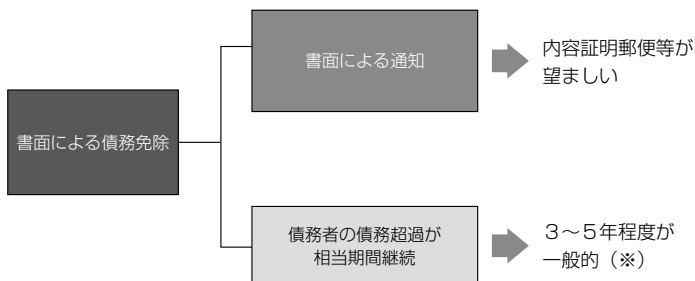 書面による債務免除
書面による通知
内容証明郵便等が
望ましい
債務者の債務超過が
相当期間継続
3~5年程度が
一般的(※)